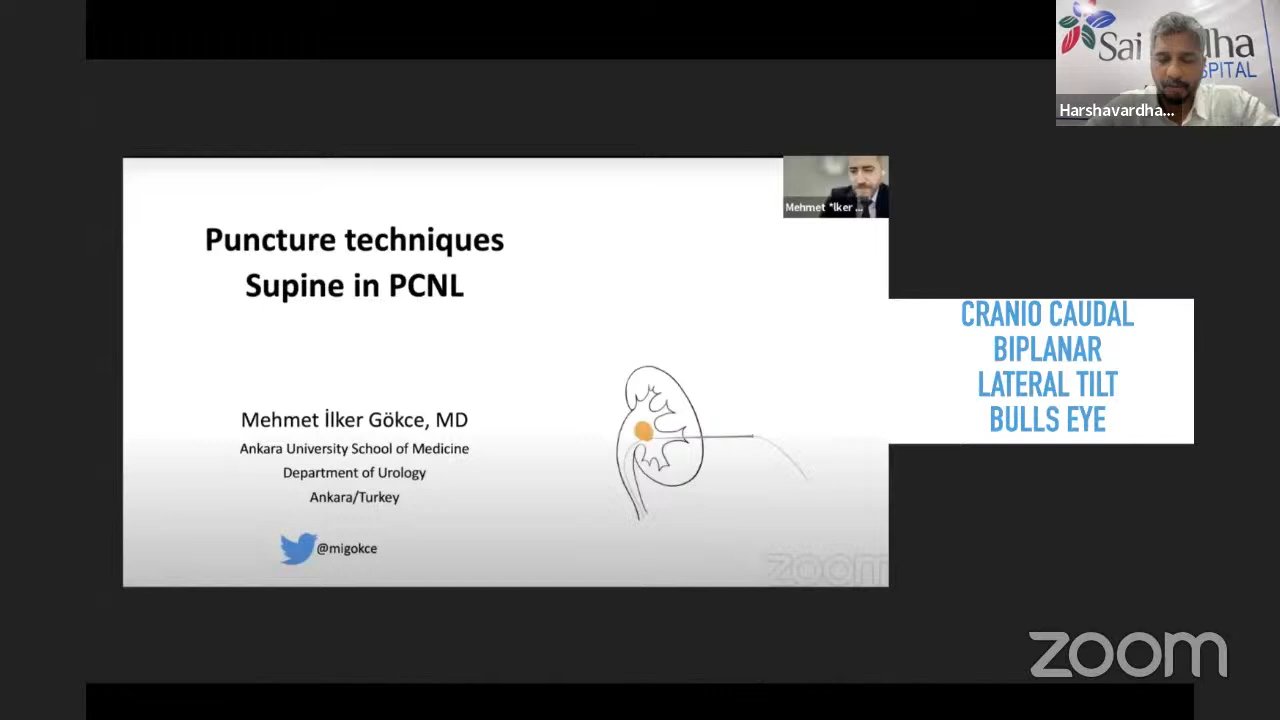 Sai
dha
SPITAL
Harshavardha...
Mehmet *lker ...
Puncture techniques
Supine in PCNL
CRANIO CAUDAL
BIPLANAR
LATERAL TILT
BULLS EYE
Mehmet İlker Gökce, MD
Ankara University School of Medicine
Department of Urology
Ankara/Turkey
@migokce
zoom
zoom